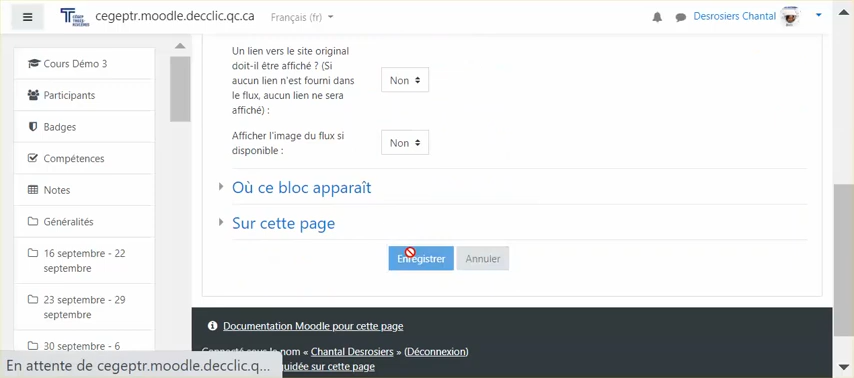 cegeptr.moodle.decclic.qc.ca
Français (fr)
Desrosiers Chantal
Cours Démo 3
Participants
Badges
Compétences
Notes
Généralités
16 septembre - 22
septembre
23 septembre - 29
septembre
30 septembre - 6
Un lien vers le site original
doit-il être affiché ? (Si
aucun lien n'est fourni dans
le flux, aucun lien ne sera
affiché) :
Non
Afficher l'image du flux si
disponible :
Non
Où ce bloc apparaît
Sur cette page
Enregistrer
Annuler
Documentation Moodle pour cette page
Connecté sous le nom « Chantal Desrosiers » (Déconnexion)
sur cette page
En attente de cegeptr.moodle.decclic.q...